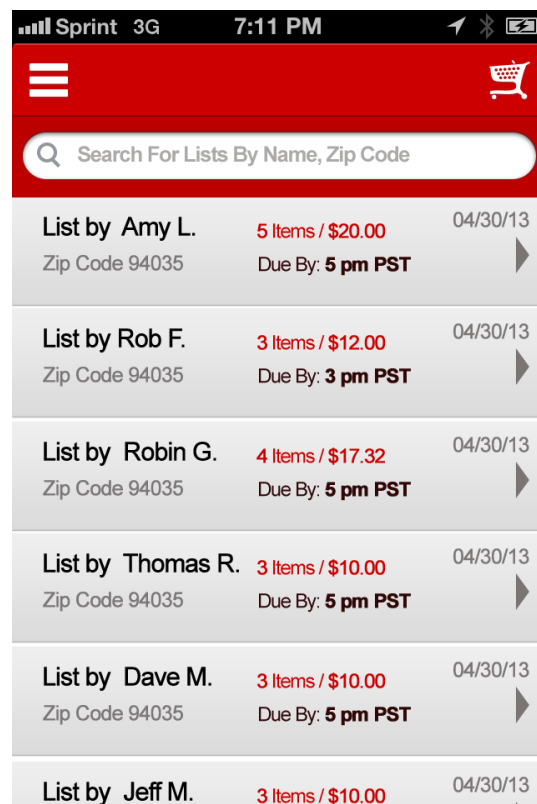 Sprint 3G 7:11 PM
Search For Lists By Name, Zip Code
List by Amy L. 5 Items / $20.00 04/30/13
Zip Code 94035 Due By: 5 pm PST
List by Rob F. 3 Items / $12.00 04/30/13
Zip Code 94035 Due By: 3 pm PST
List by Robin G. 4 Items / $17.32 04/30/13
Zip Code 94035 Due By: 5 pm PST
List by Thomas R. 3 Items / $10.00 04/30/13
Zip Code 94035 Due By: 5 pm PST
List by Dave M. 3 Items / $10.00 04/30/13
Zip Code 94035 Due By: 5 pm PST
List by Jeff M. 3 Items / $10.00 04/30/13